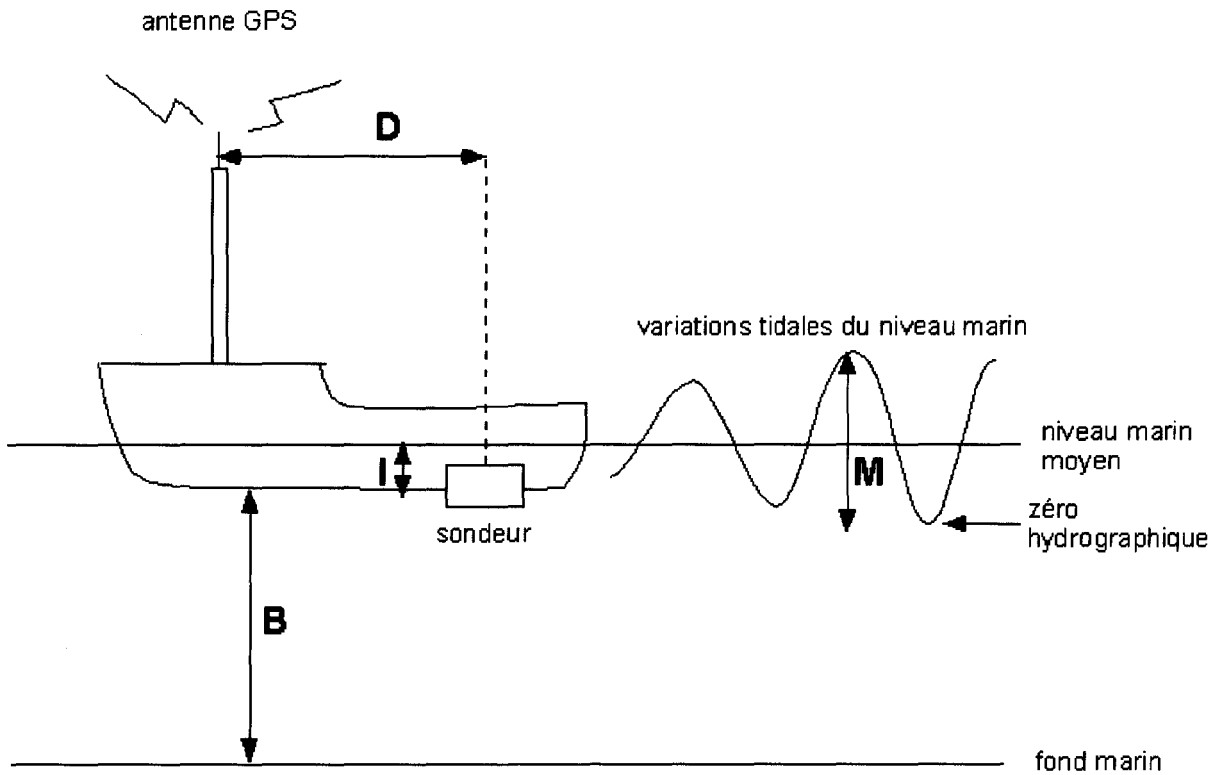 antenne GPS
D
variations tidales du niveau marin
niveau marin
moyen
I
M
zéro
hydrographique
sondeur
B
fond marin